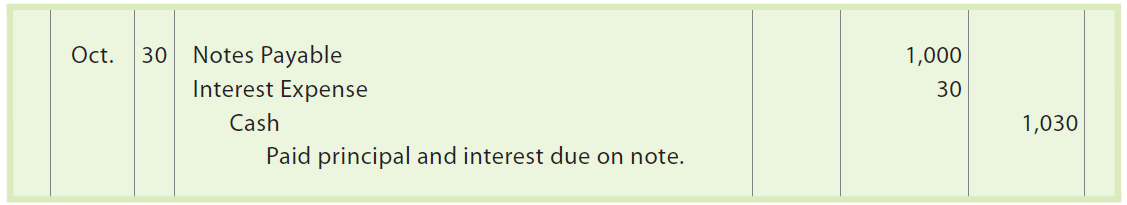 Oct. 30 Notes Payable 1,000
Interest Expense 30
Cash 1,030
Paid principal and interest due on note.